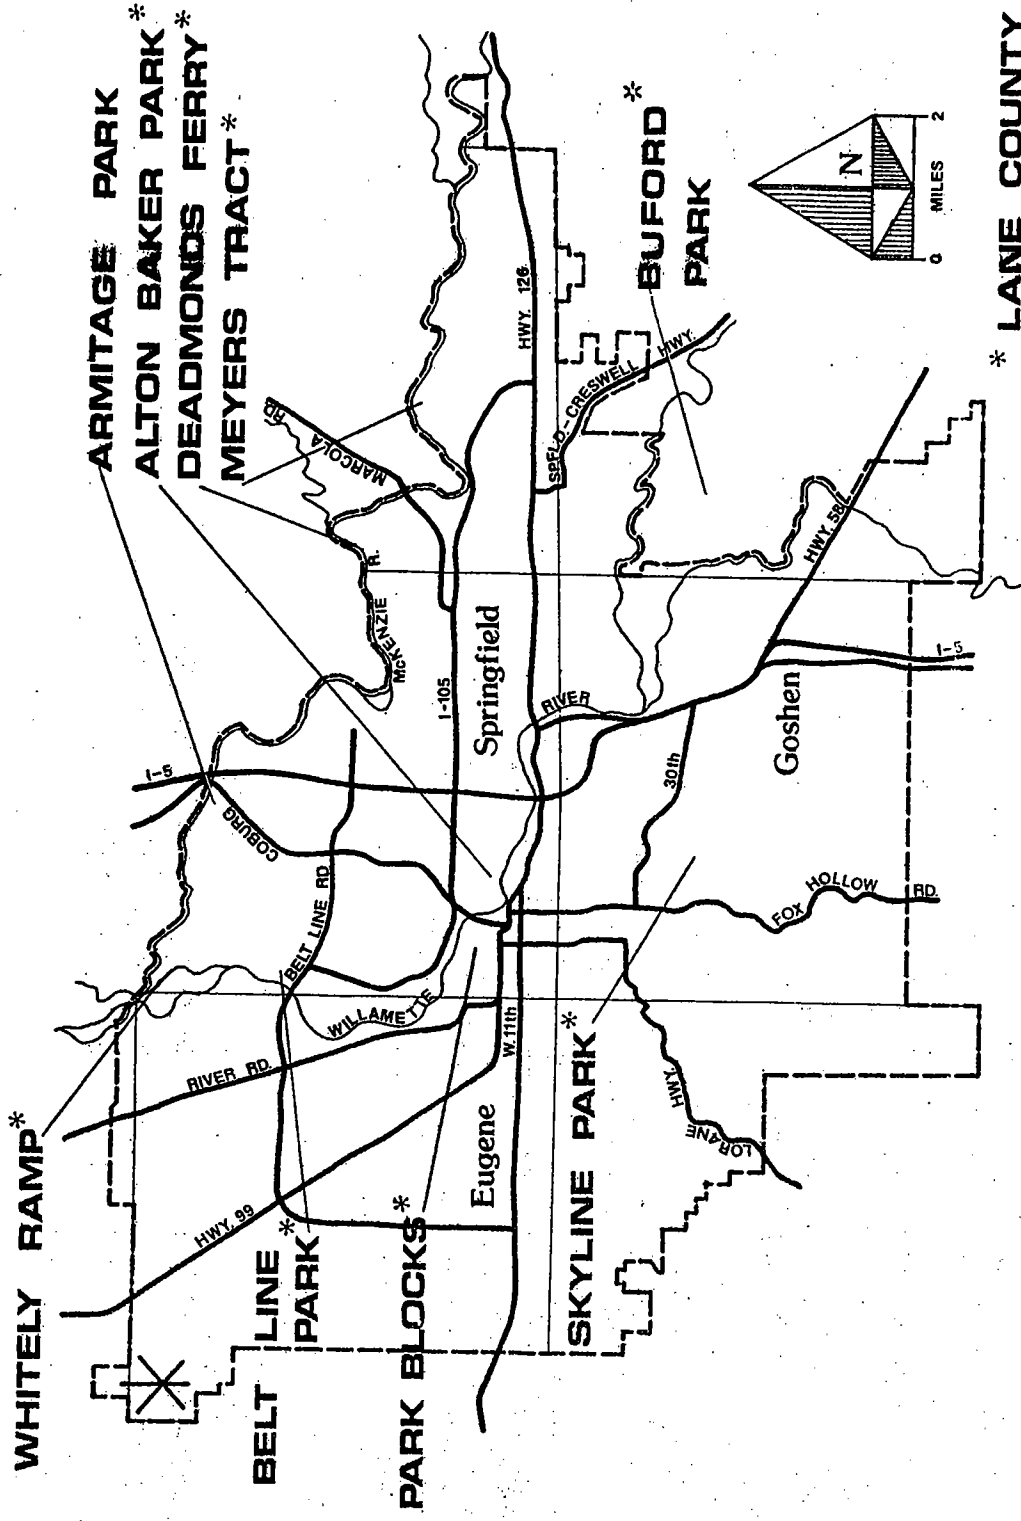 WHITELY RAMP*
ARMITAGE PARK
ALTON BAKER PARK*
DEADMONDS FERRY*
MEYERS TRACT*
I-5
COBURG
BELT LINE RD
RIVER RD.
HWY. 99
WILLAMETTE
McKENZIE
R.
MARCOLA
RD
I-105
Springfield
HWY. 126
Eugene
W. 11th
RIVER
SPFLD.-CRESWELL HWY.
BELT LINE*
PARK
PARK BLOCKS*
SKYLINE PARK*
BUFORD*
PARK
30th
Goshen
HWY. 58
I-5
FOX HOLLOW RD.
LORANE HWY.
N
0 MILES 2
* LANE COUNTY